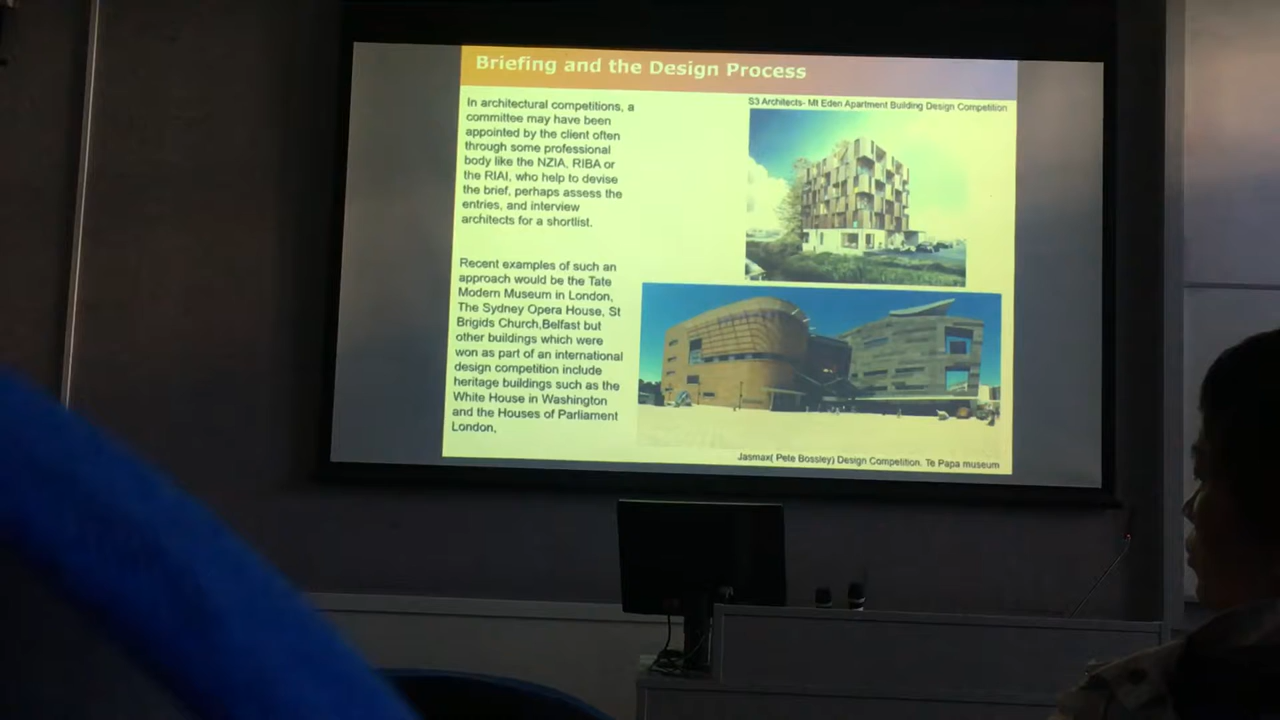 Briefing and the Design Process
In architectural competitions, a
committee may have been
appointed by the client often
through some professional
body like the NZIA, RIBA or
the RIAI, who help to devise
the brief, perhaps assess the
entries, and interview
architects for a shortlist.
Recent examples of such an
approach would be the Tate
Modern Museum in London,
The Sydney Opera House, St
Brigids Church,Belfast but
other buildings which were
won as part of an international
design competition include
heritage buildings such as the
White House in Washington
and the Houses of Parliament
London,
S3 Architects- Mt Eden Apartment Building Design Competition
Jasmax( Pete Bossley) Design Competition. Te Papa museum